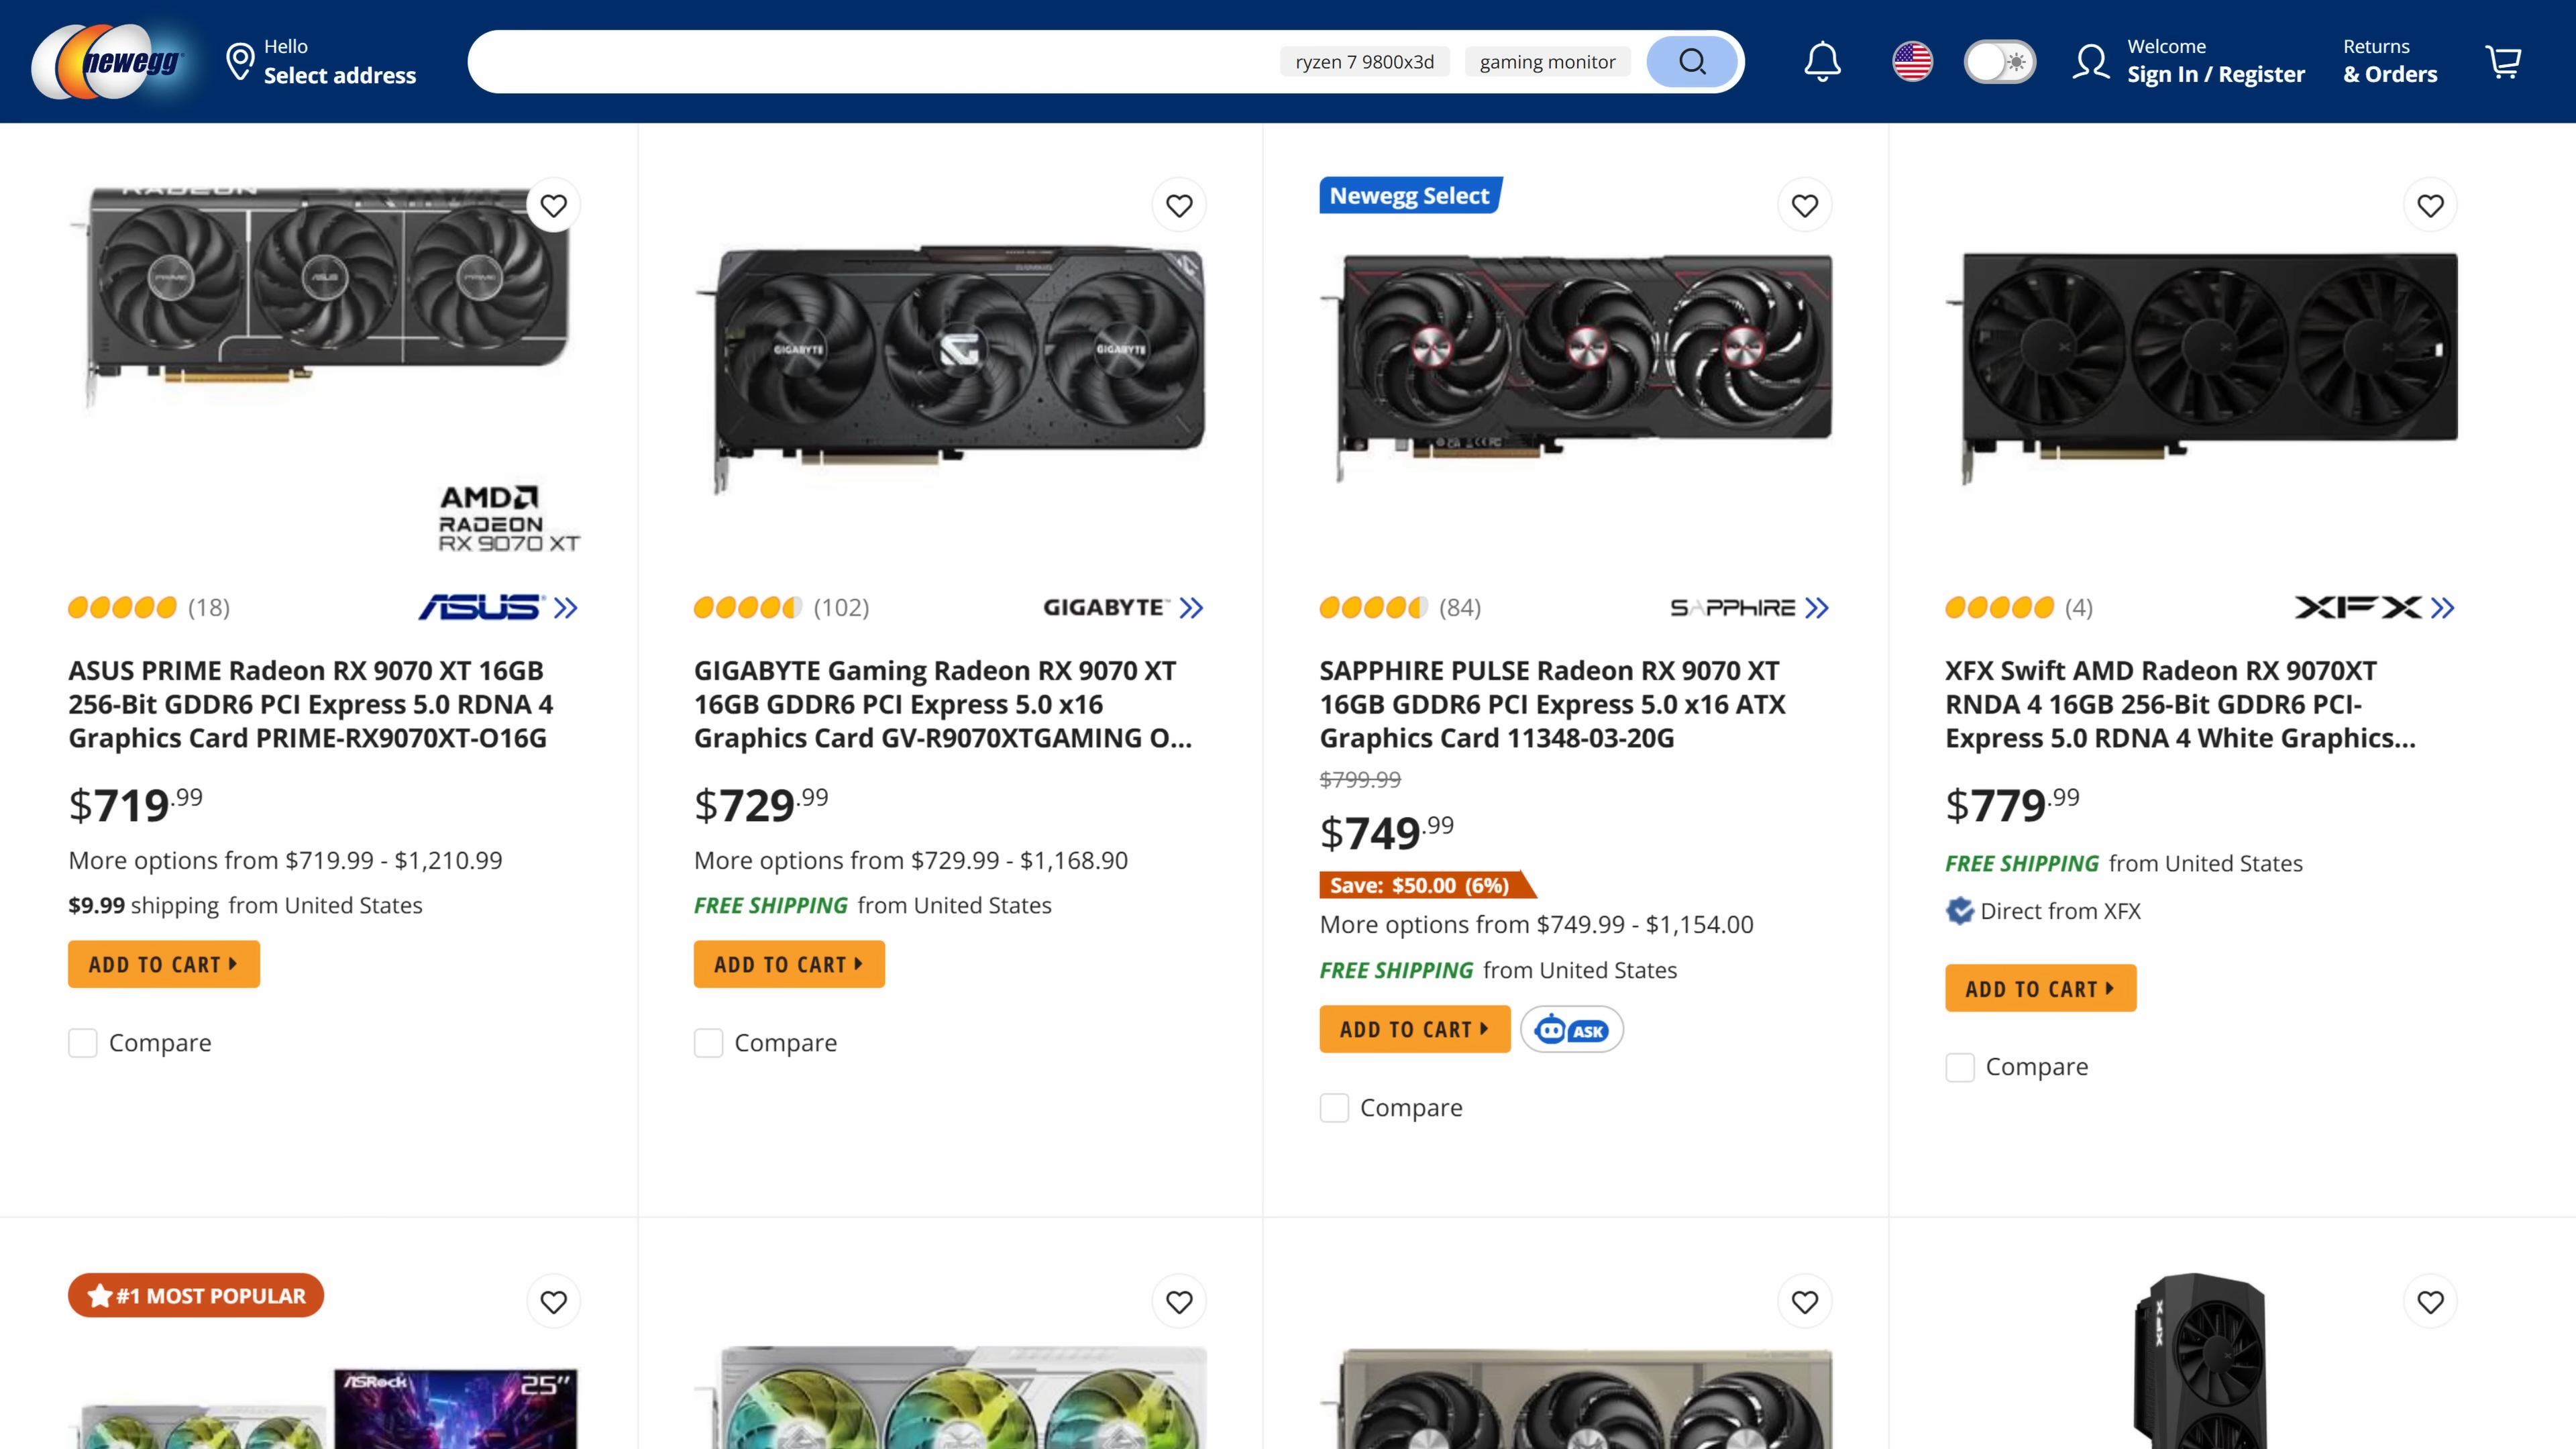 newegg
Hello
Select address
ryzen 7 9800x3d
gaming monitor
Welcome
Sign In / Register
Returns
& Orders
RADEON
PRIME
ASUS
PRIME
AMD
RADEON
RX 9070 XT
(18)
ASUS
ASUS PRIME Radeon RX 9070 XT 16GB
256-Bit GDDR6 PCI Express 5.0 RDNA 4
Graphics Card PRIME-RX9070XT-O16G
$719.99
More options from $719.99 - $1,210.99
$9.99 shipping from United States
ADD TO CART
Compare
GIGABYTE
GIGABYTE
(102)
GIGABYTE™
GIGABYTE Gaming Radeon RX 9070 XT
16GB GDDR6 PCI Express 5.0 x16
Graphics Card GV-R9070XTGAMING O...
$729.99
More options from $729.99 - $1,168.90
FREE SHIPPING from United States
ADD TO CART
Compare
Newegg Select
(84)
SAPPHIRE
SAPPHIRE PULSE Radeon RX 9070 XT
16GB GDDR6 PCI Express 5.0 x16 ATX
Graphics Card 11348-03-20G
$799.99
$749.99
Save: $50.00 (6%)
More options from $749.99 - $1,154.00
FREE SHIPPING from United States
ADD TO CART
ASK
Compare
(4)
XFX
XFX Swift AMD Radeon RX 9070XT
RNDA 4 16GB 256-Bit GDDR6 PCI-
Express 5.0 RDNA 4 White Graphics...
$779.99
FREE SHIPPING from United States
Direct from XFX
ADD TO CART
Compare
#1 MOST POPULAR
ASRock
25"
XFX